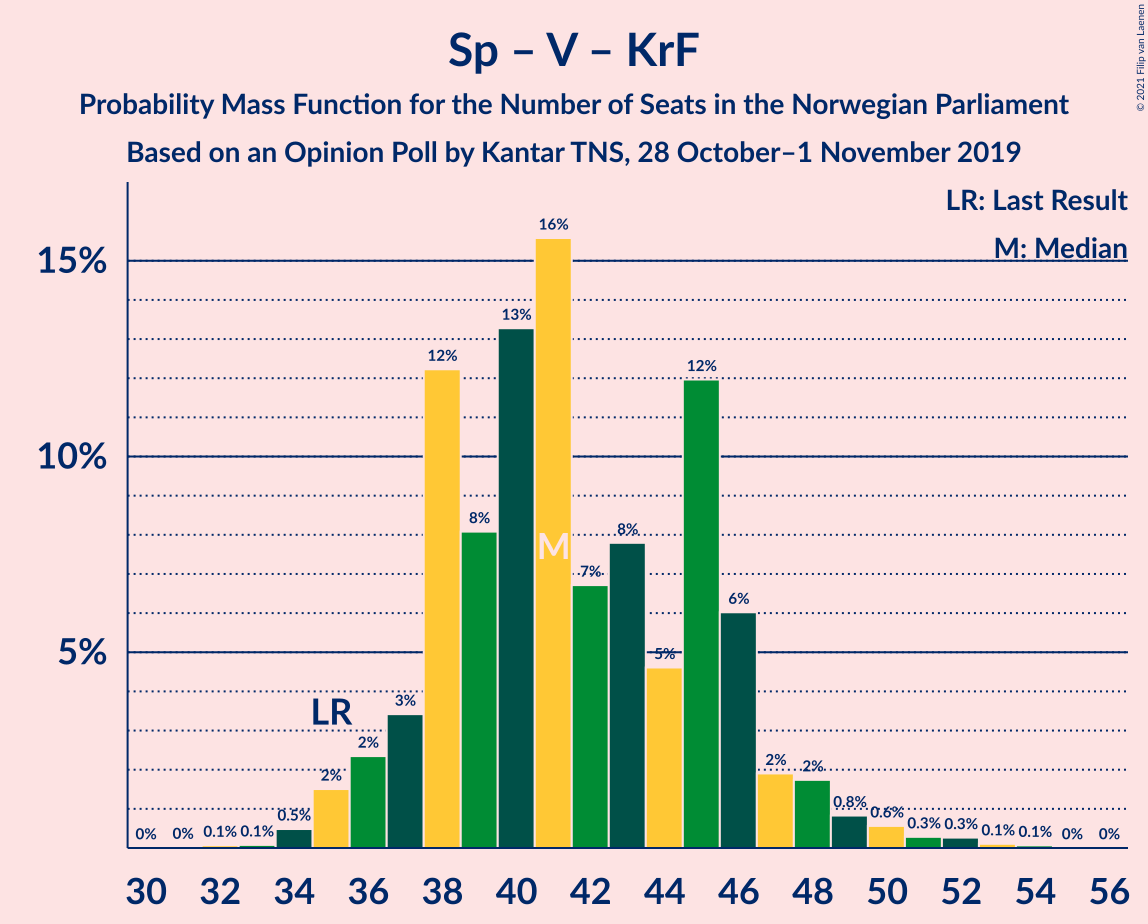 © 2021 Filip van Laenen
Sp – V – KrF
Probability Mass Function for the Number of Seats in the Norwegian Parliament
Based on an Opinion Poll by Kantar TNS, 28 October–1 November 2019
LR: Last Result
M: Median
15%
10%
5%
0% 0% 0.1% 0.1% 0.5% 2% 2% 3% 12% 8% 13% 16% 7% 8% 5% 12% 6% 2% 2% 0.8% 0.6% 0.3% 0.3% 0.1% 0.1% 0% 0%
LR
M
30 32 34 36 38 40 42 44 46 48 50 52 54 56